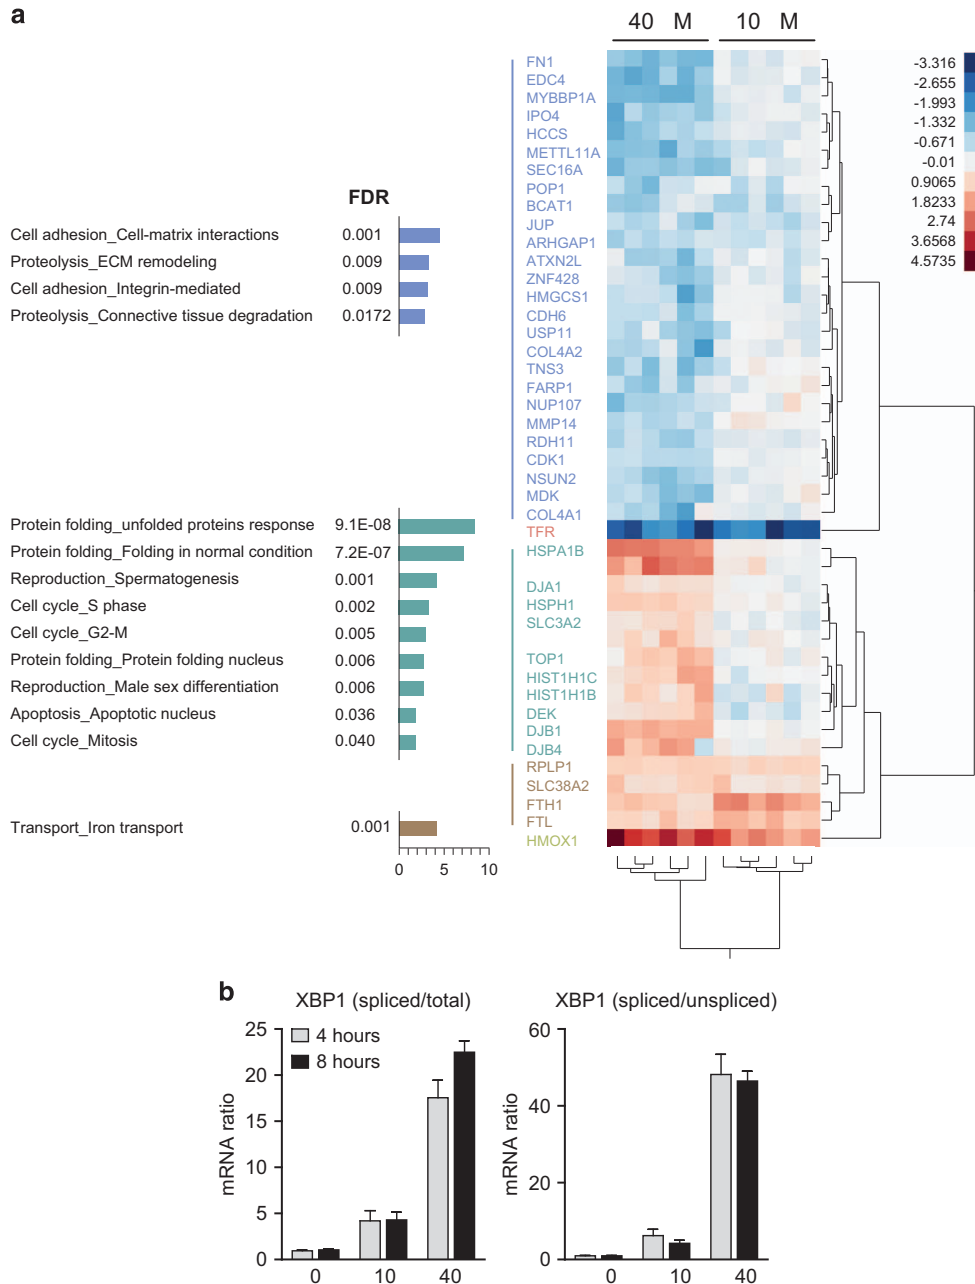 a
40 M 10 M
FN1
EDC4
MYBBP1A
IPO4
HCCS
METTL11A
SEC16A
POP1
BCAT1
JUP
ARHGAP1
ATXN2L
ZNF428
HMGCS1
CDH6
USP11
COL4A2
TNS3
FARP1
NUP107
MMP14
RDH11
CDK1
NSUN2
MDK
COL4A1
TFR
HSPA1B
DJA1
HSPH1
SLC3A2
TOP1
HIST1H1C
HIST1H1B
DEK
DJB1
DJB4
RPLP1
SLC38A2
FTH1
FTL
HMOX1
-3.316
-2.655
-1.993
-1.332
-0.671
-0.01
0.9065
1.8233
2.74
3.6568
4.5735
FDR
Cell adhesion_Cell-matrix interactions 0.001
Proteolysis_ECM remodeling 0.009
Cell adhesion_Integrin-mediated 0.009
Proteolysis_Connective tissue degradation 0.0172
Protein folding_unfolded proteins response 9.1E-08
Protein folding_Folding in normal condition 7.2E-07
Reproduction_Spermatogenesis 0.001
Cell cycle_S phase 0.002
Cell cycle_G2-M 0.005
Protein folding_Protein folding nucleus 0.006
Reproduction_Male sex differentiation 0.006
Apoptosis_Apoptotic nucleus 0.036
Cell cycle_Mitosis 0.040
Transport_Iron transport 0.001
0 5 10
b
XBP1 (spliced/total)
4 hours
8 hours
mRNA ratio
25
20
15
10
5
0
0 10 40
XBP1 (spliced/unspliced)
mRNA ratio
60
40
20
0
0 10 40